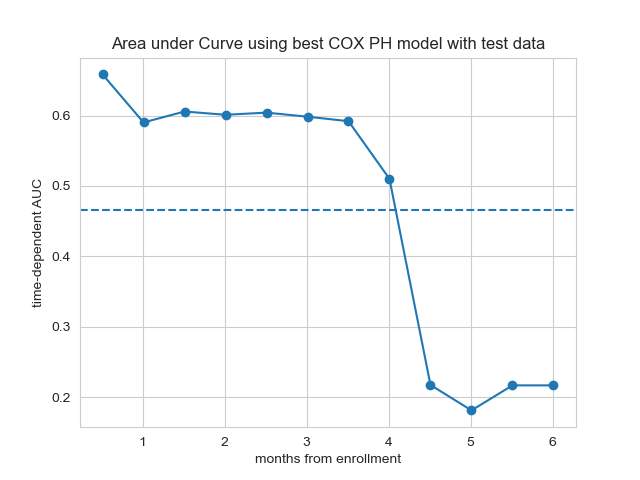 Area under Curve using best COX PH model with test data
time-dependent AUC
0.6
0.5
0.4
0.3
0.2
1 2 3 4 5 6
months from enrollment